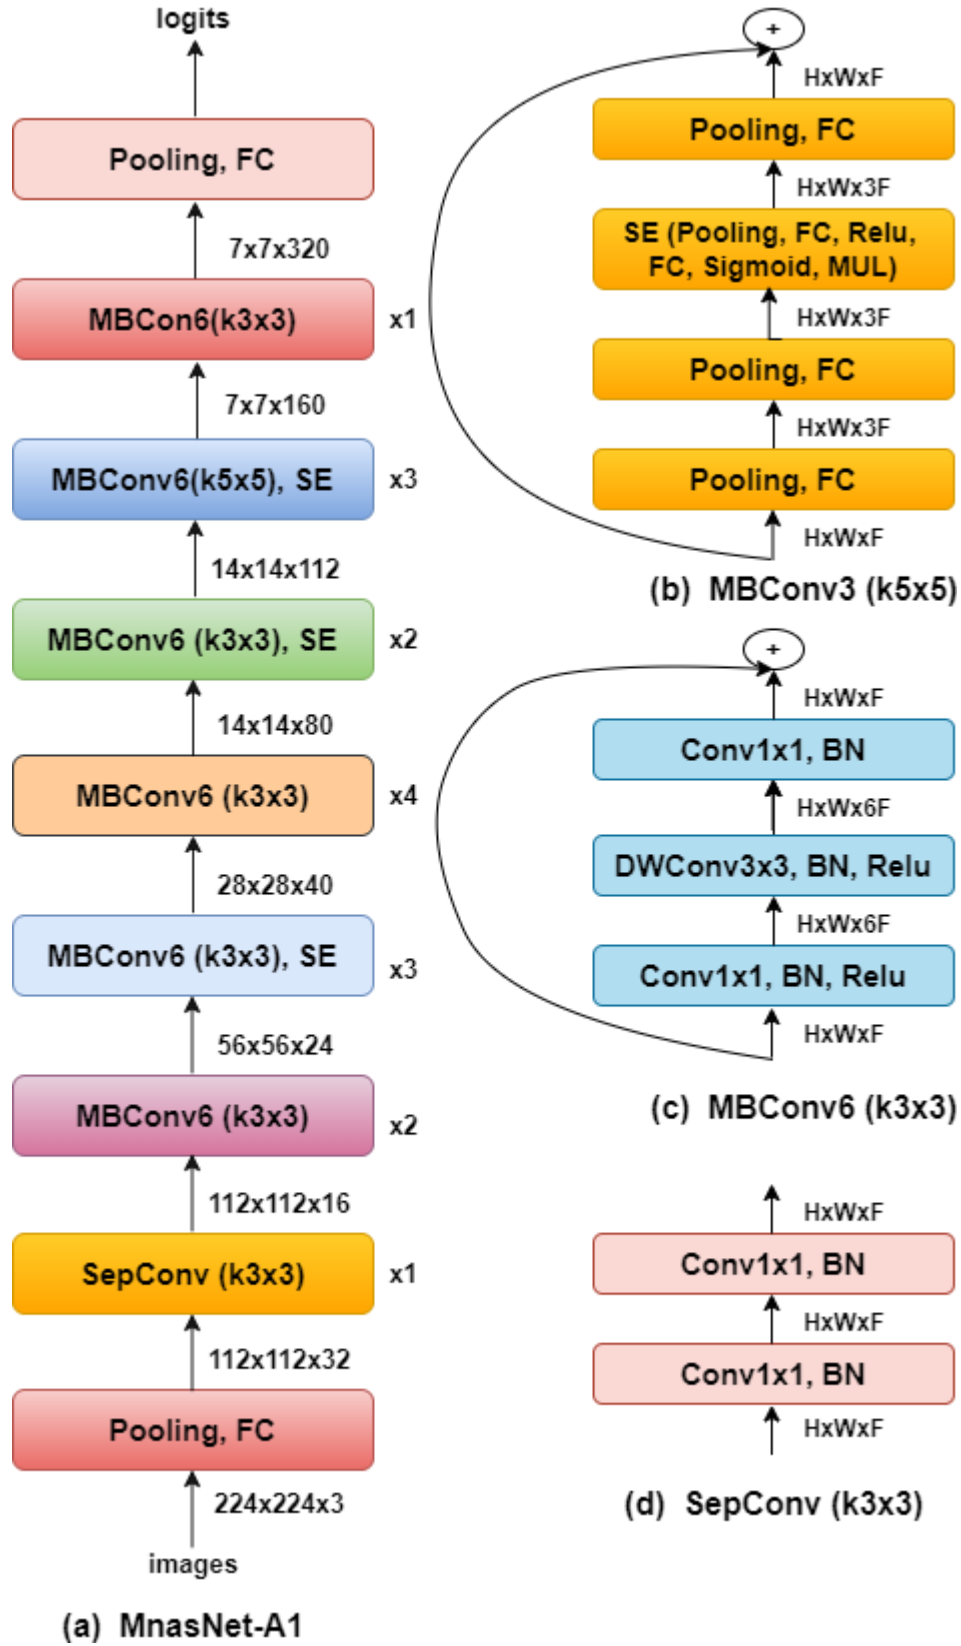 logits
Pooling, FC
7x7x320
MBCon6(k3x3)
x1
7x7x160
MBConv6(k5x5), SE
x3
14x14x112
MBConv6 (k3x3), SE
x2
14x14x80
MBConv6 (k3x3)
x4
28x28x40
MBConv6 (k3x3), SE
x3
56x56x24
MBConv6 (k3x3)
x2
112x112x16
SepConv (k3x3)
x1
112x112x32
Pooling, FC
224x224x3
images
(a) MnasNet-A1
+
HxWxF
Pooling, FC
HxWx3F
SE (Pooling, FC, Relu,
FC, Sigmoid, MUL)
HxWx3F
Pooling, FC
HxWx3F
Pooling, FC
HxWxF
(b) MBConv3 (k5x5)
+
HxWxF
Conv1x1, BN
HxWx6F
DWConv3x3, BN, Relu
HxWx6F
Conv1x1, BN, Relu
HxWxF
(c) MBConv6 (k3x3)
HxWxF
Conv1x1, BN
HxWxF
Conv1x1, BN
HxWxF
(d) SepConv (k3x3)